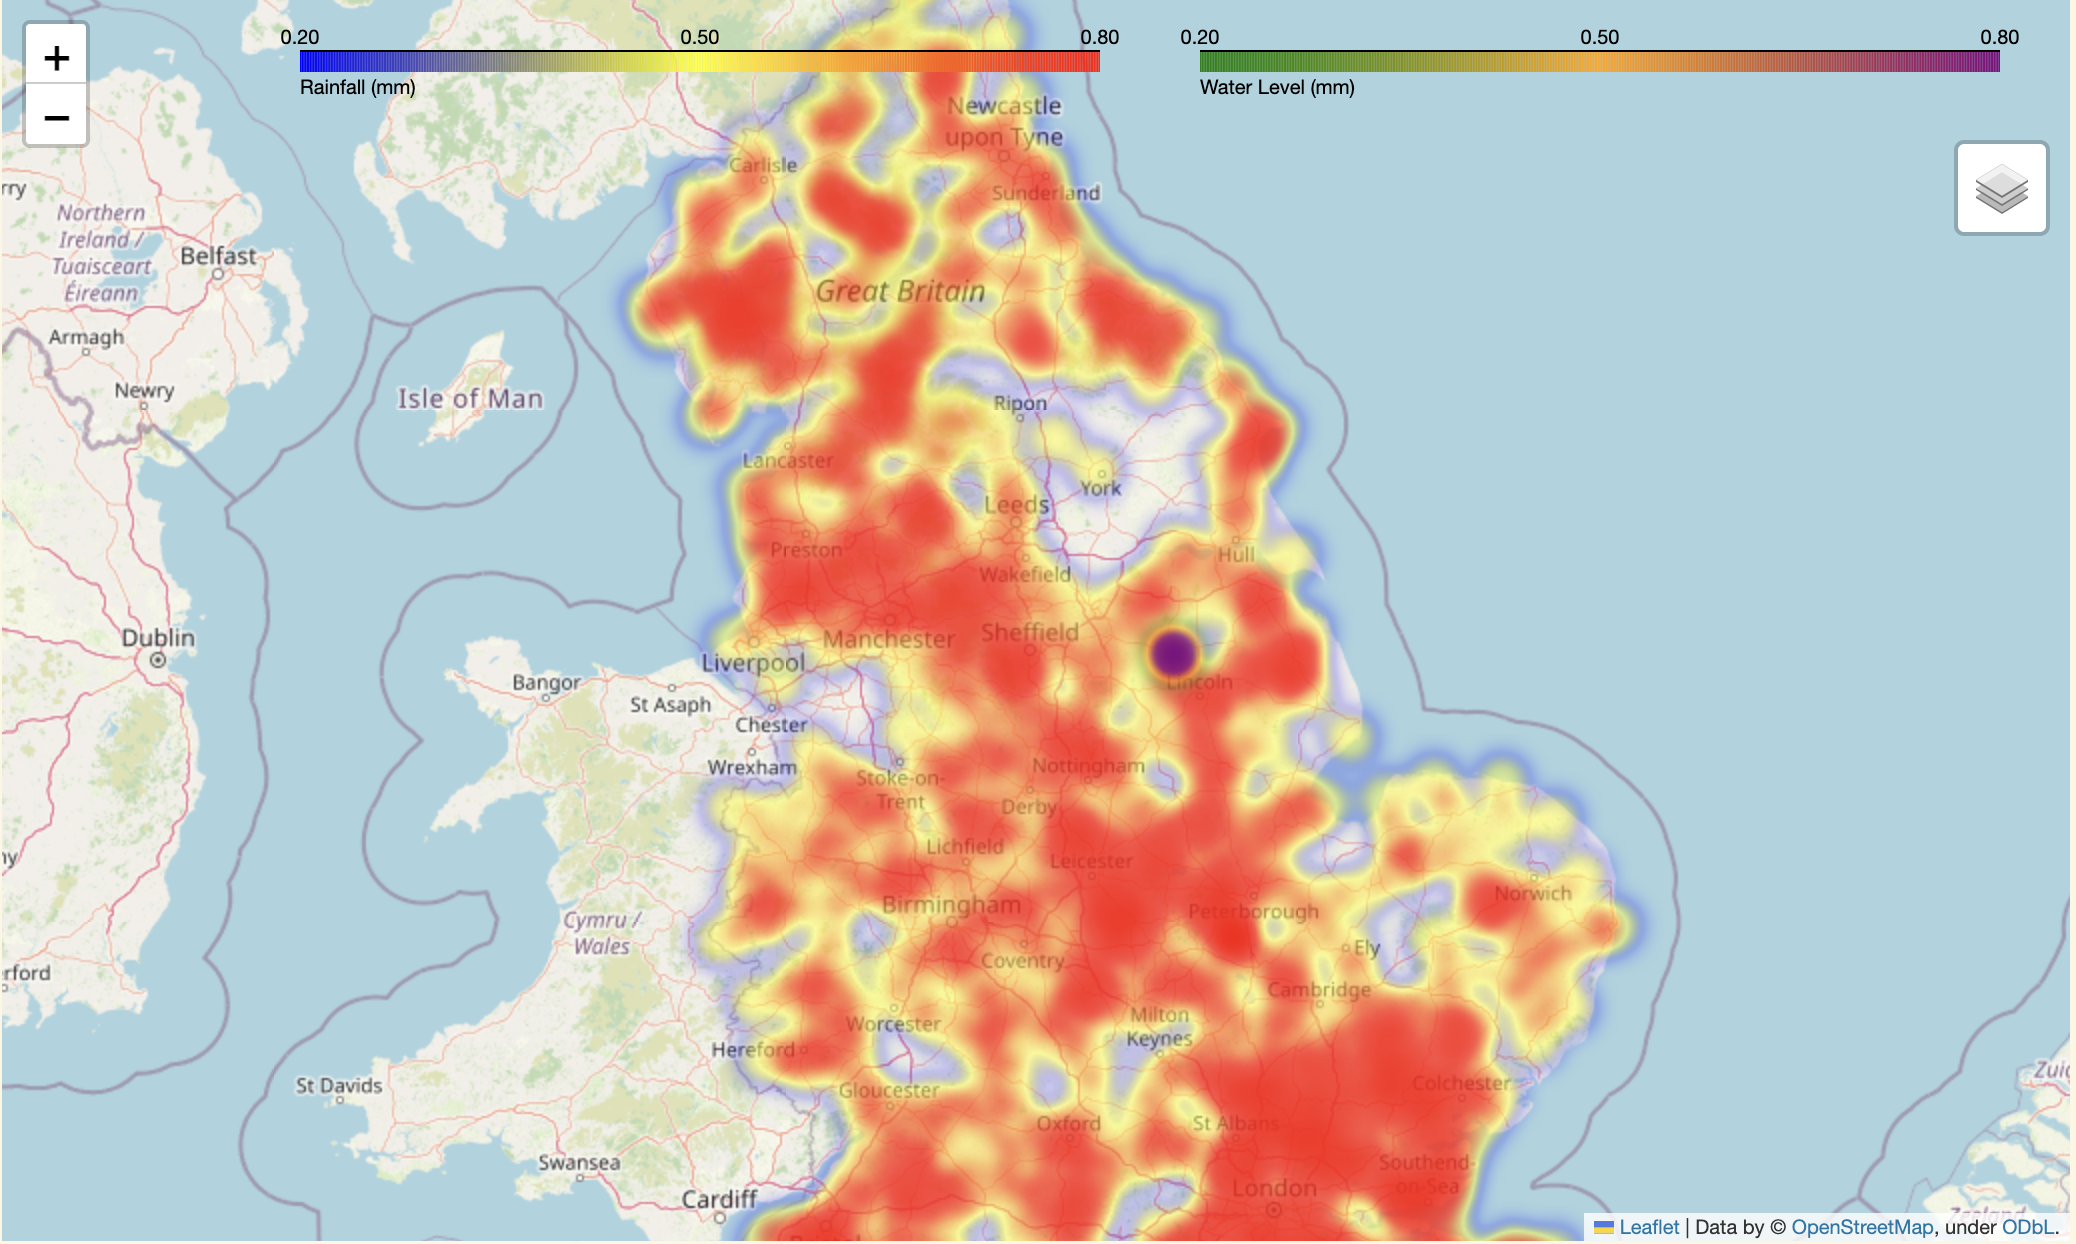 0.20 0.50 0.80
Rainfall (mm)
0.20 0.50 0.80
Water Level (mm)
+
−
Newcastle
upon Tyne
Carlisle
Sunderland
rry
Northern
Ireland /
Tuaisceart
Éireann
Belfast
Great Britain
Armagh
Newry
Isle of Man
Ripon
Lancaster
York
Leeds
Preston
Hull
Wakefield
Dublin
Manchester
Sheffield
Liverpool
Bangor
St Asaph
Lincoln
Chester
Wrexham
Nottingham
Stoke-on-
Trent
Derby
Lichfield
Leicester
ny
Norwich
Birmingham
Peterborough
Cymru /
Wales
Ely
Coventry
rford
Cambridge
Worcester
Milton
Keynes
Hereford
Zuid
St Davids
Gloucester
Colchester
Oxford
St Albans
Swansea
Southend-
on-Sea
London
Cardiff
Zeeland
Leaflet | Data by © OpenStreetMap, under ODbL.